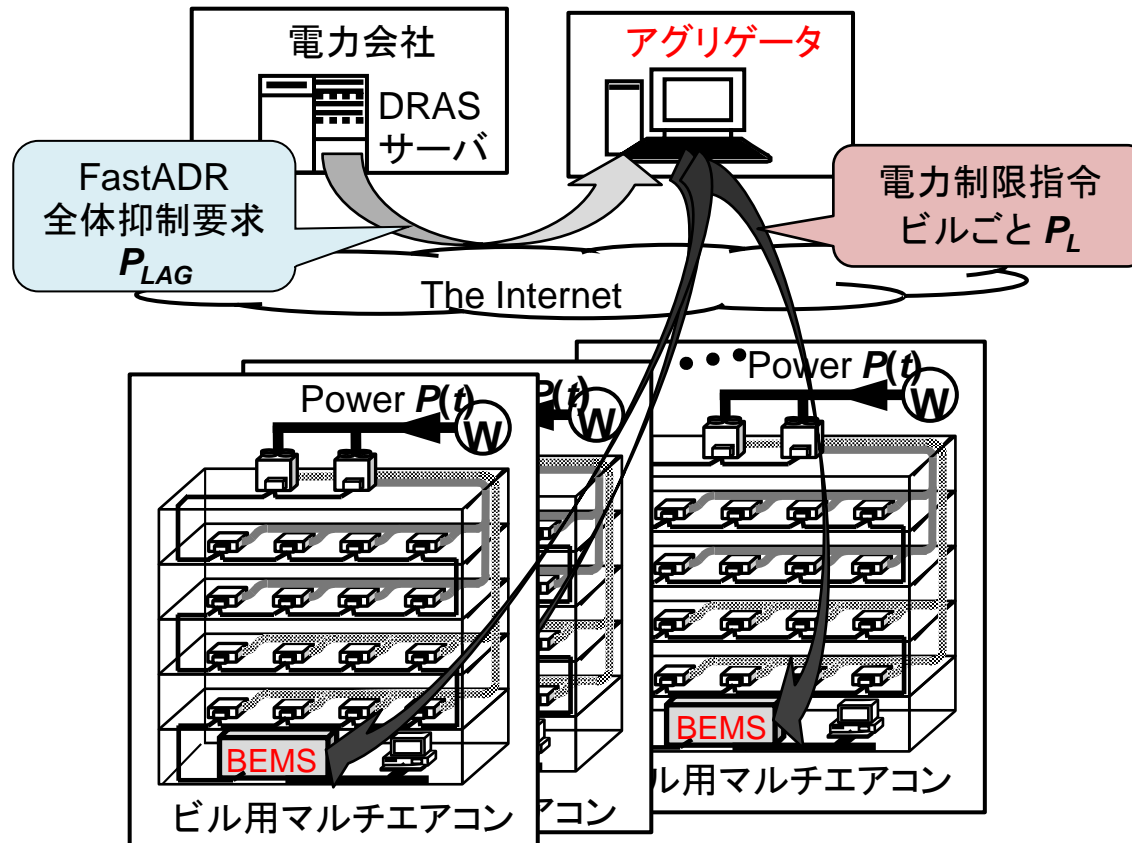 電力会社
DRAS
サーバ
アグリゲータ
FastADR
全体抑制要求
PLAG
電力制限指令
ビルごと PL
The Internet
Power P(t)
W
BEMS
ビル用マルチエアコン
P(t)
W
アコン
Power P(t)
W
BEMS
ル用マルチエアコン